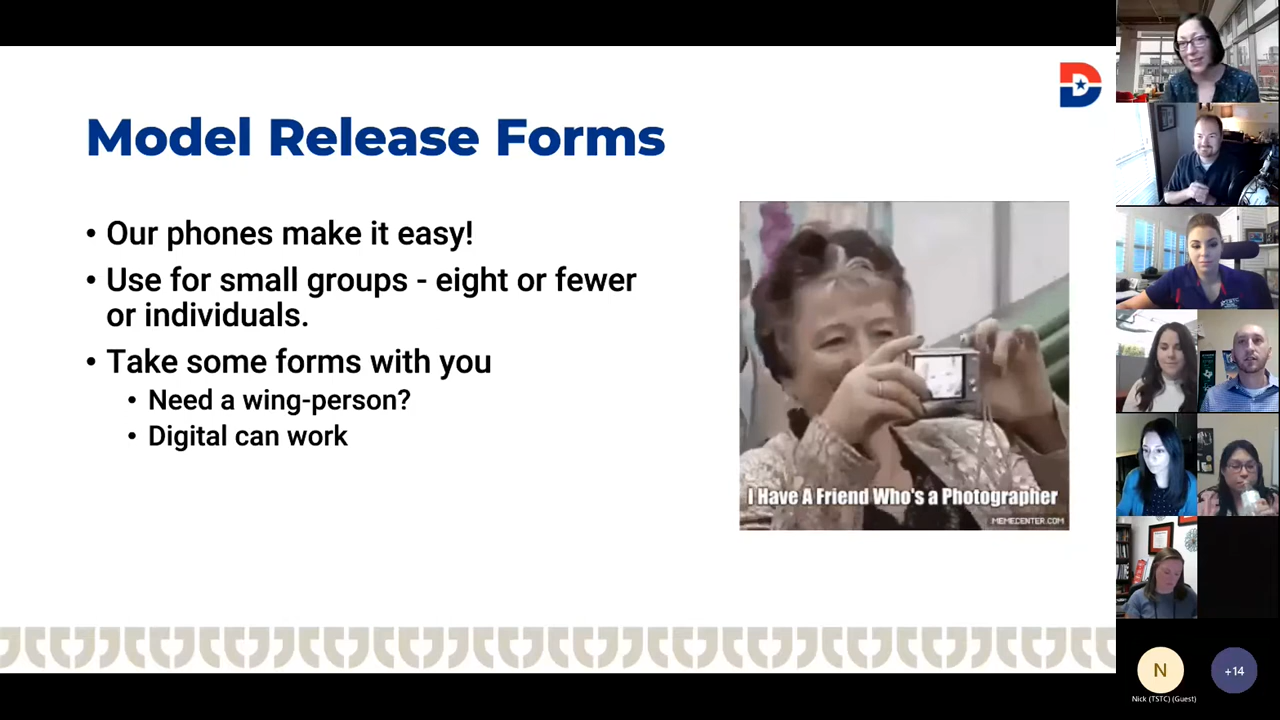 Model Release Forms
• Our phones make it easy!
• Use for small groups - eight or fewer
or individuals.
• Take some forms with you
• Need a wing-person?
• Digital can work
I Have A Friend Who's a Photographer
MEMECENTER.COM
D
N
+14
Nick (TSTC) (Guest)